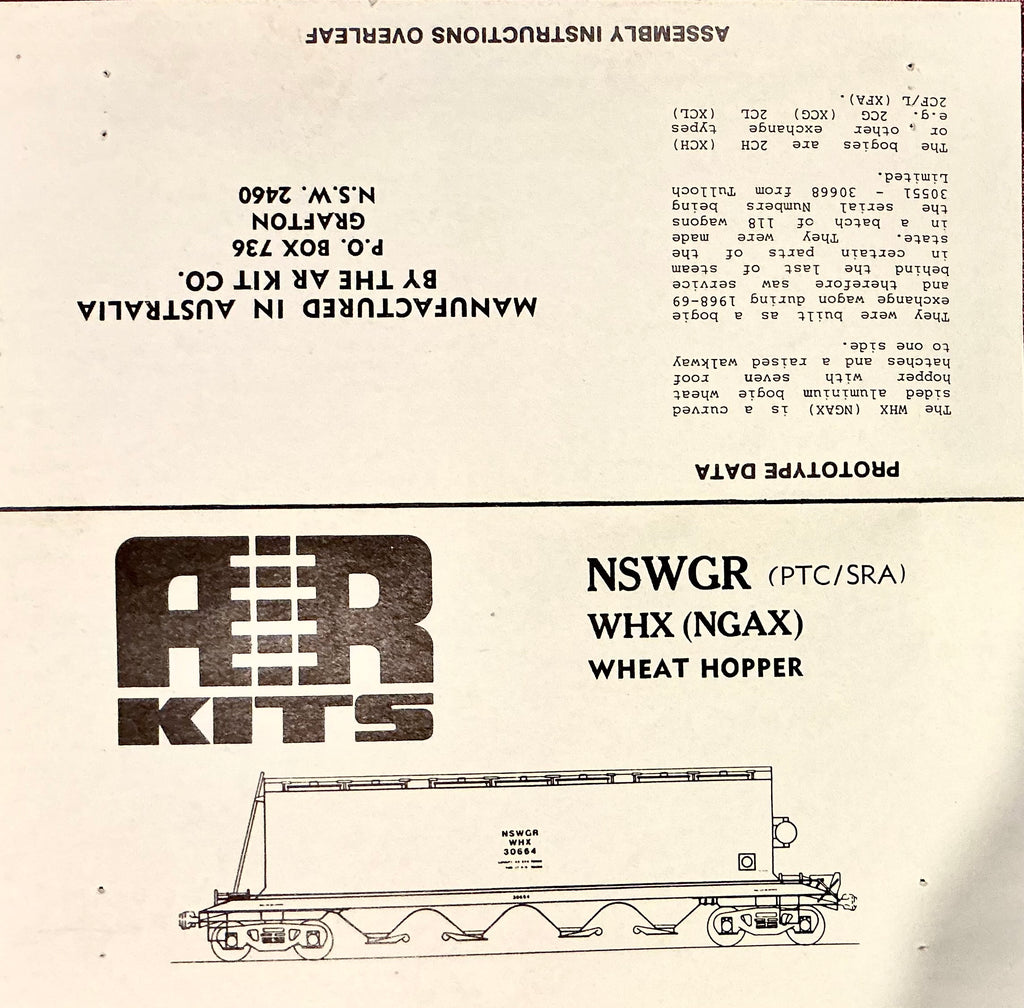 PROTOTYPE DATA
The WHX (NGAX) is a curved
sided aluminium bogie wheat
hopper with seven roof
hatches and a raised walkway
to one side.
They were built as a bogie
exchange wagon during 1968-69
and therefore saw service
behind the last of steam
in certain parts of the
state. They were made
in a batch of 118 wagons
the serial Numbers being
30551 - 30668 from Tulloch
Limited.
The bogies are 2CH (XCH)
or, other exchange types
e.g. 2CG (XCG) 2CL (XCL)
2CF/L (XFA).
MANUFACTURED IN AUSTRALIA
BY THE AR KIT CO.
P.O. BOX 736
GRAFTON
N.S.W. 2460
ASSEMBLY INSTRUCTIONS OVERLEAF
AR
KITS
NSWGR (PTC/SRA)
WHX (NGAX)
WHEAT HOPPER
NSWGR
WHX
30664